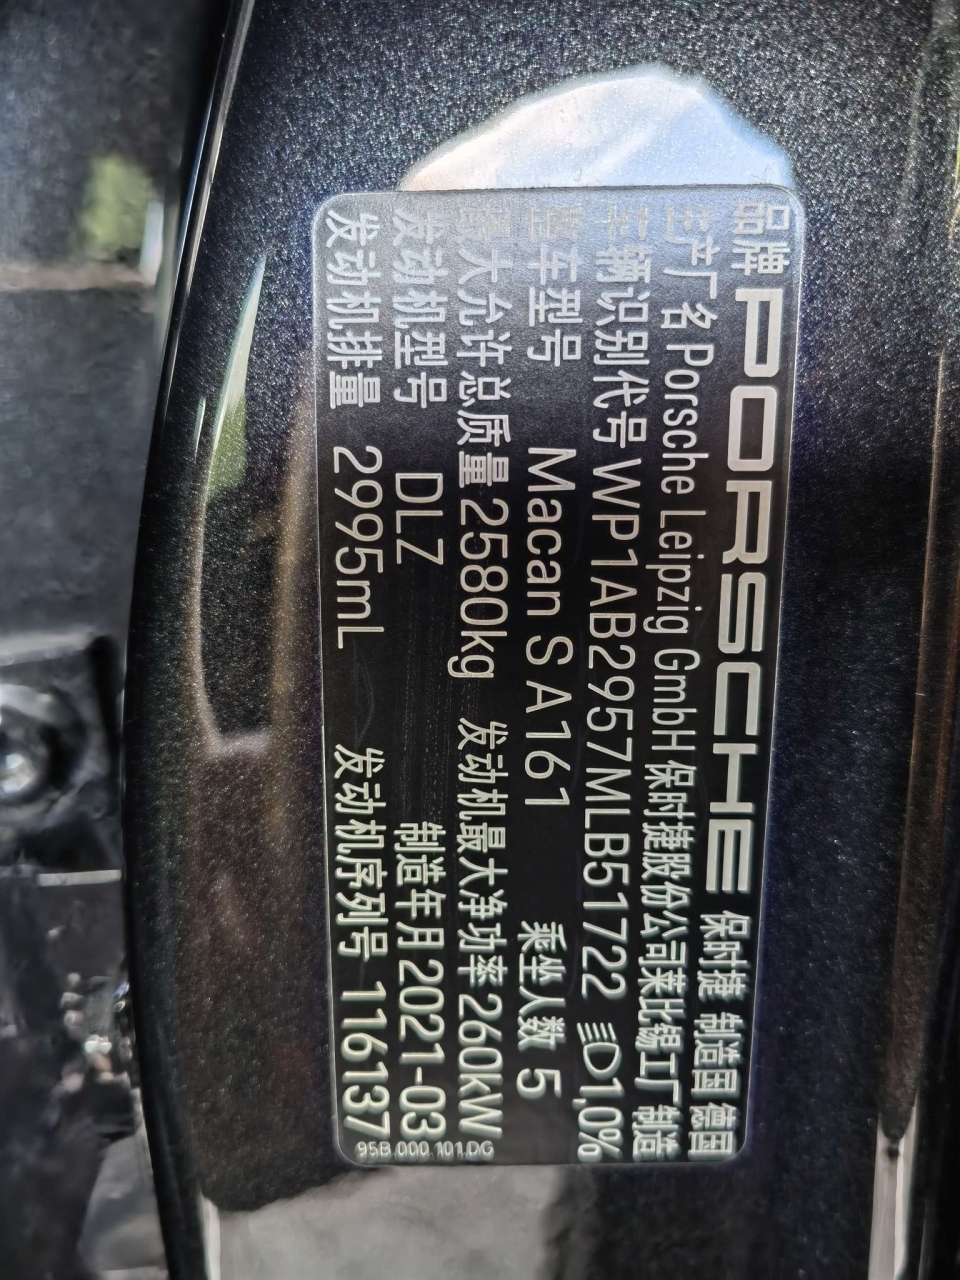 品牌 PORSCHE 保时捷 制造国 德国
生产厂名 Porsche Leipzig GmbH 保时捷股份公司莱比锡工厂制造
车辆识别代号 WP1AB2957MLB51722 D1,0%
整车型号 Macan S A161 乘坐人数 5
最大允许总质量 2580kg 发动机最大净功率 260kW
发动机型号 DLZ 制造年月 2021-03
发动机排量 2995mL 发动机序列号 116137
95B.000.101.DG